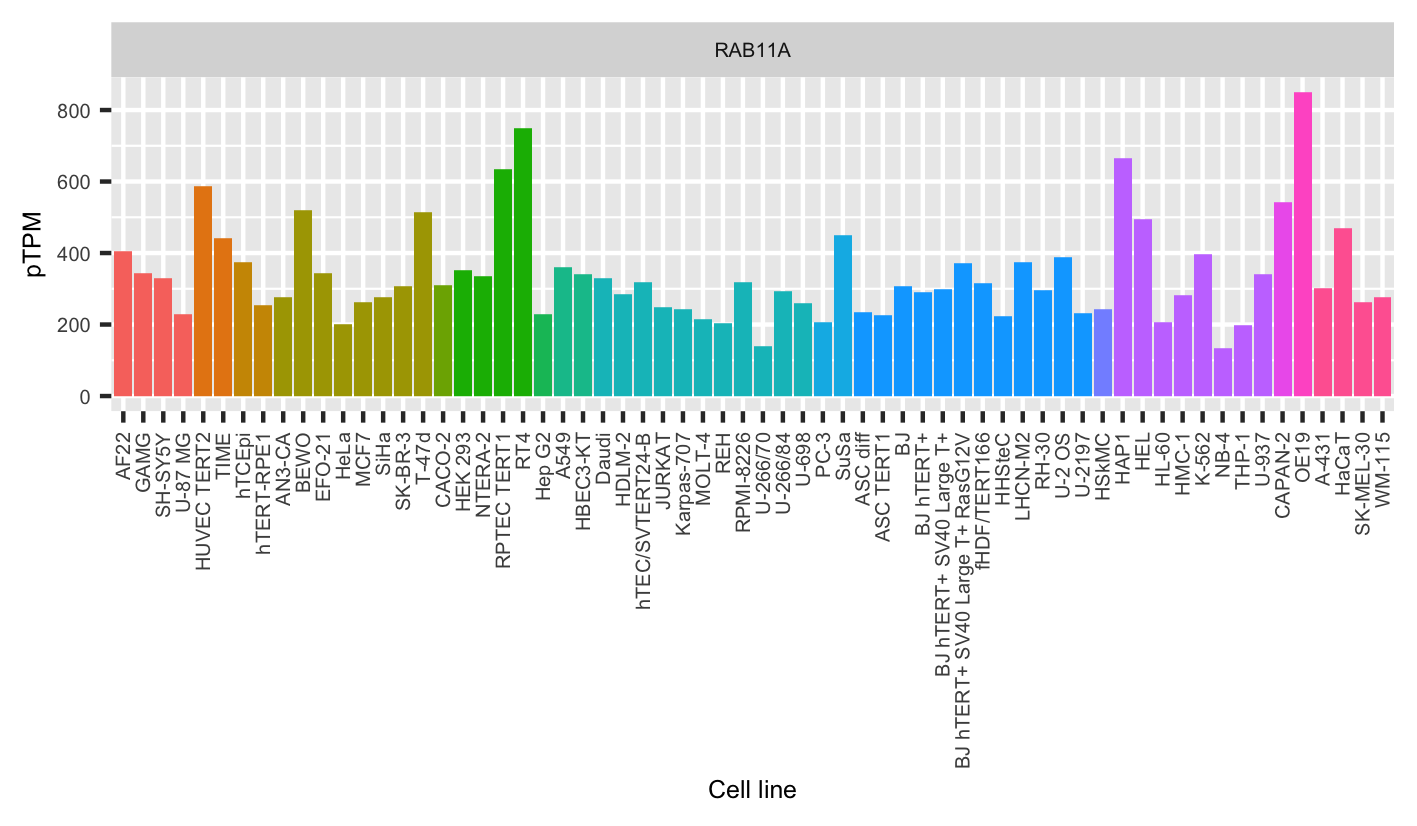 RAB11A
pTPM
800
600
400
200
0
AF22
GAMG
SH-SY5Y
U-87 MG
HUVEC TERT2
TIME
hTCEpi
hTERT-RPE1
AN3-CA
BEWO
EFO-21
HeLa
MCF7
SiHa
SK-BR-3
T-47d
CACO-2
HEK 293
NTERA-2
RPTEC TERT1
RT4
Hep G2
A549
HBEC3-KT
Daudi
HDLM-2
hTEC/SVTERT24-B
JURKAT
Karpas-707
MOLT-4
REH
RPMI-8226
U-266/70
U-266/84
U-698
PC-3
SuSa
ASC diff
ASC TERT1
BJ
BJ hTERT+
BJ hTERT+ SV40 Large T+
BJ hTERT+ SV40 Large T+ RasG12V
fHDF/TERT166
HHSteC
LHCN-M2
RH-30
U-2 OS
U-2197
HSkMC
HAP1
HEL
HL-60
HMC-1
K-562
NB-4
THP-1
U-937
CAPAN-2
OE19
A-431
HaCaT
SK-MEL-30
WM-115
Cell line